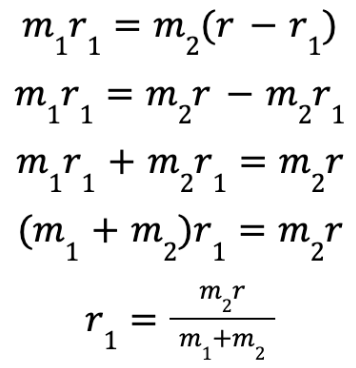 m₁r₁ = m₂(r − r₁)
m₁r₁ = m₂r − m₂r₁
m₁r₁ + m₂r₁ = m₂r
(m₁ + m₂)r₁ = m₂r
r₁ = m₂r / m₁+m₂